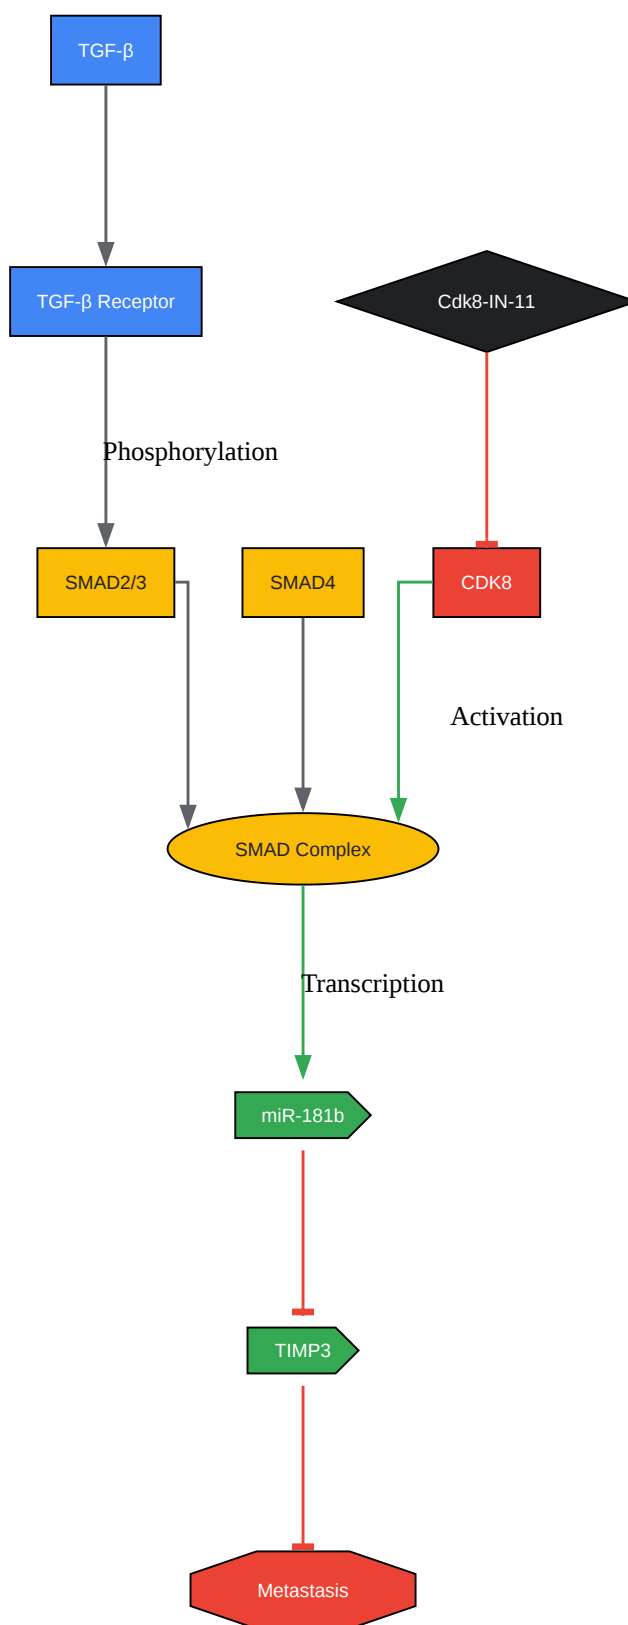 TGF-β
TGF-β Receptor
Cdk8-IN-11
Phosphorylation
SMAD2/3
SMAD4
CDK8
Activation
SMAD Complex
Transcription
miR-181b
TIMP3
Metastasis